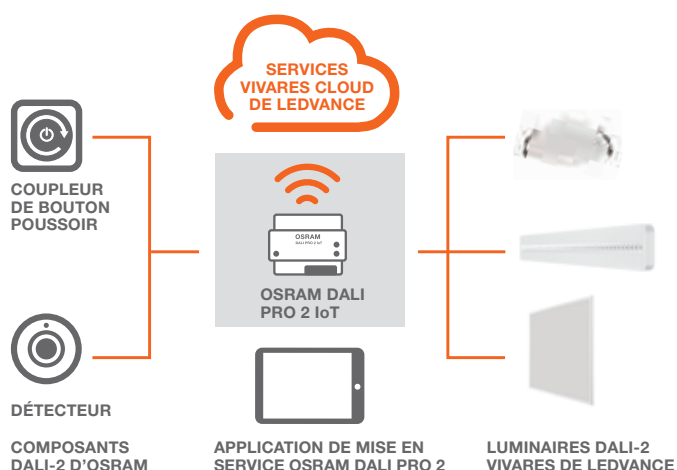 SERVICES
VIVARES CLOUD
DE LEDVANCE
COUPLEUR
DE BOUTON
POUSSOIR
OSRAM
DALI PRO 2 IoT
OSRAM DALI
PRO 2 IoT
DÉTECTEUR
COMPOSANTS
DALI-2 D'OSRAM
APPLICATION DE MISE EN
SERVICE OSRAM DALI PRO 2
LUMINAIRES DALI-2
VIVARES DE LEDVANCE